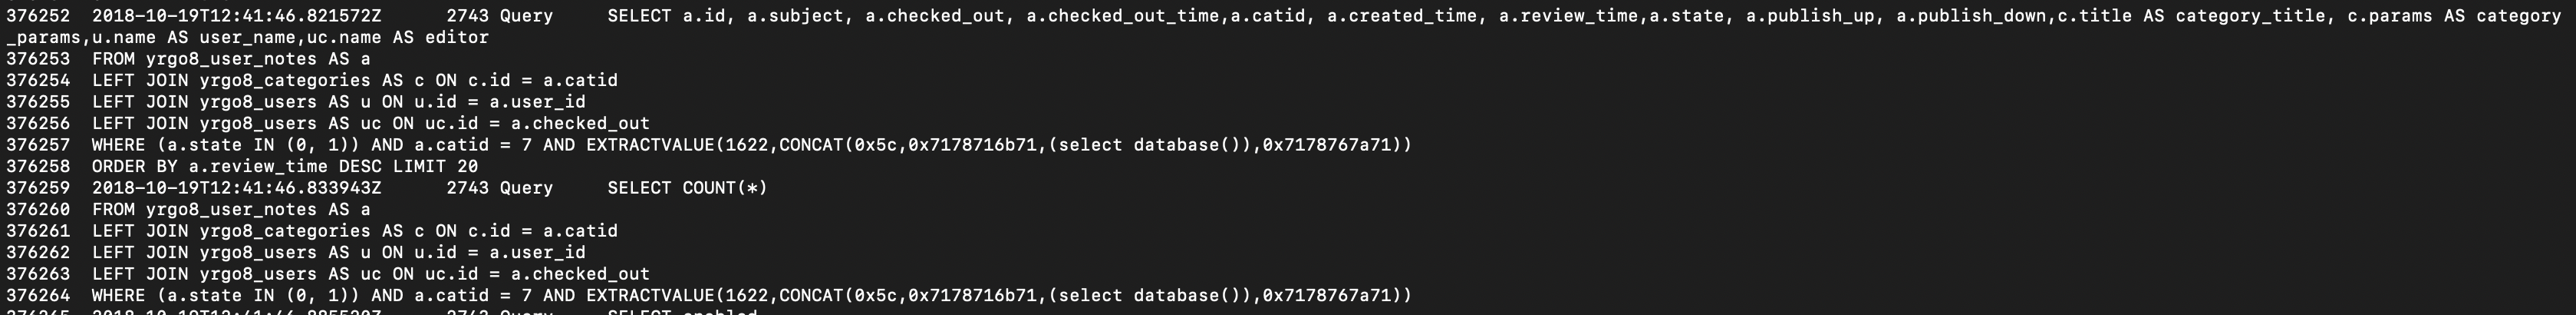 376252  2018-10-19T12:41:46.821572Z      2743 Query     SELECT a.id, a.subject, a.checked_out, a.checked_out_time,a.catid, a.created_time, a.review_time,a.state, a.publish_up, a.publish_down,c.title AS category_title, c.params AS category
_params,u.name AS user_name,uc.name AS editor
376253  FROM yrgo8_user_notes AS a
376254  LEFT JOIN yrgo8_categories AS c ON c.id = a.catid
376255  LEFT JOIN yrgo8_users AS u ON u.id = a.user_id
376256  LEFT JOIN yrgo8_users AS uc ON uc.id = a.checked_out
376257  WHERE (a.state IN (0, 1)) AND a.catid = 7 AND EXTRACTVALUE(1622,CONCAT(0x5c,0x7178716b71,(select database()),0x7178767a71))
376258  ORDER BY a.review_time DESC LIMIT 20
376259  2018-10-19T12:41:46.833943Z      2743 Query     SELECT COUNT(*)
376260  FROM yrgo8_user_notes AS a
376261  LEFT JOIN yrgo8_categories AS c ON c.id = a.catid
376262  LEFT JOIN yrgo8_users AS u ON u.id = a.user_id
376263  LEFT JOIN yrgo8_users AS uc ON uc.id = a.checked_out
376264  WHERE (a.state IN (0, 1)) AND a.catid = 7 AND EXTRACTVALUE(1622,CONCAT(0x5c,0x7178716b71,(select database()),0x7178767a71))